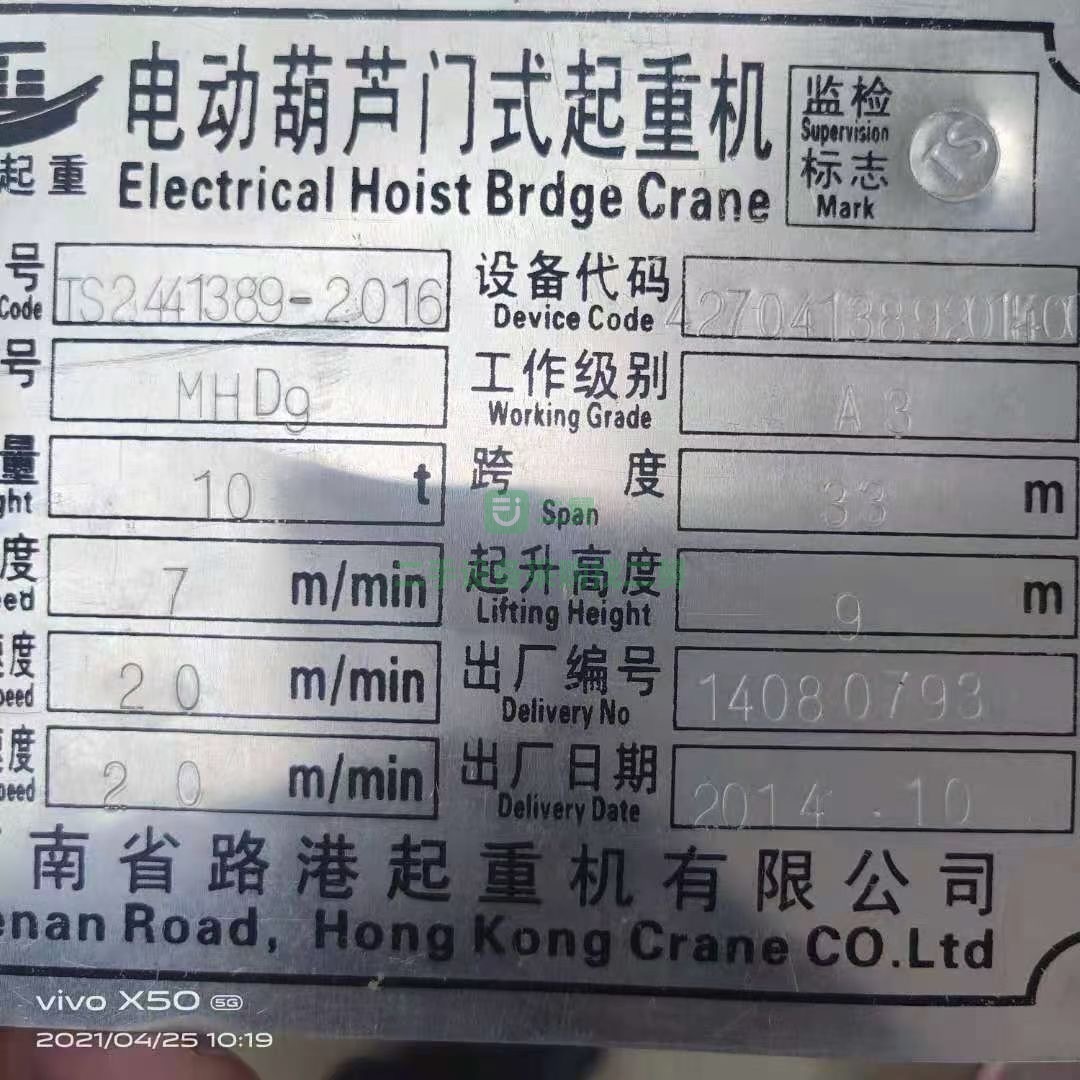 电动葫芦门式起重机
Electrical Hoist Brdge Crane
监检
Supervision
标志
Mark
TS
起重
号 TS2441389-2016
Code
设备代码
Device Code
号 MHDg
工作级别 A3
Working Grade
量 10 t
ght
跨度 33 m
Span
度 7 m/min
eed
起升高度 9 m
Lifting Height
速度 20 m/min
peed
出厂编号 14080793
Delivery No
度 20 m/min
peed
出厂日期 2014.10
Delivery Date
南省路港起重机有限公司
enan Road, Hong Kong Crane CO.Ltd
vivo X50 5G
2021/04/25 10:19